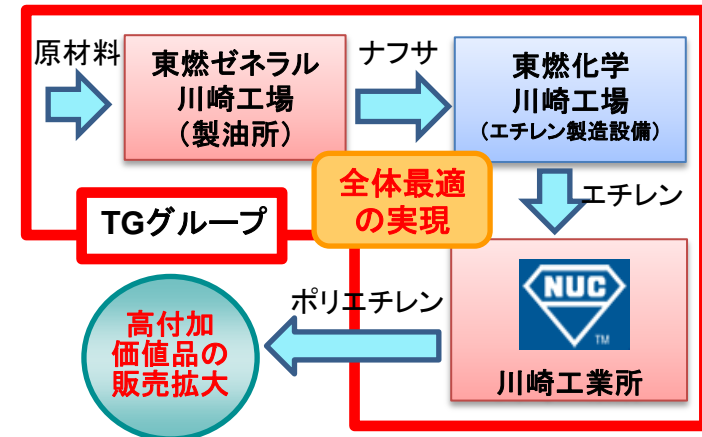 原材料
東燃ゼネラル
川崎工場
（製油所）
ナフサ
東燃化学
川崎工場
（エチレン製造設備）
全体最適
の実現
エチレン
TGグループ
NUC
TM
川崎工業所
ポリエチレン
高付加
価値品の
販売拡大